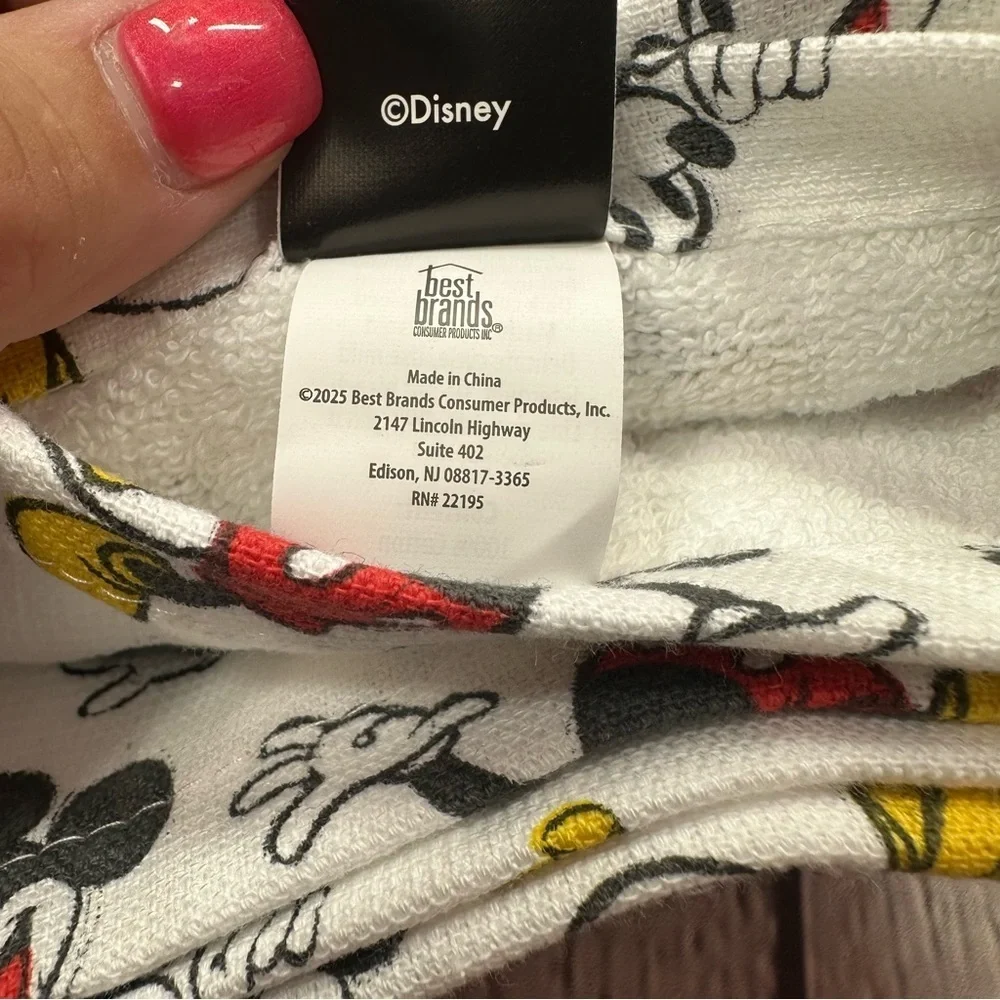 ©Disney
best
brands
CONSUMER PRODUCTS INC®
Made in China
©2025 Best Brands Consumer Products, Inc.
2147 Lincoln Highway
Suite 402
Edison, NJ 08817-3365
RN# 22195